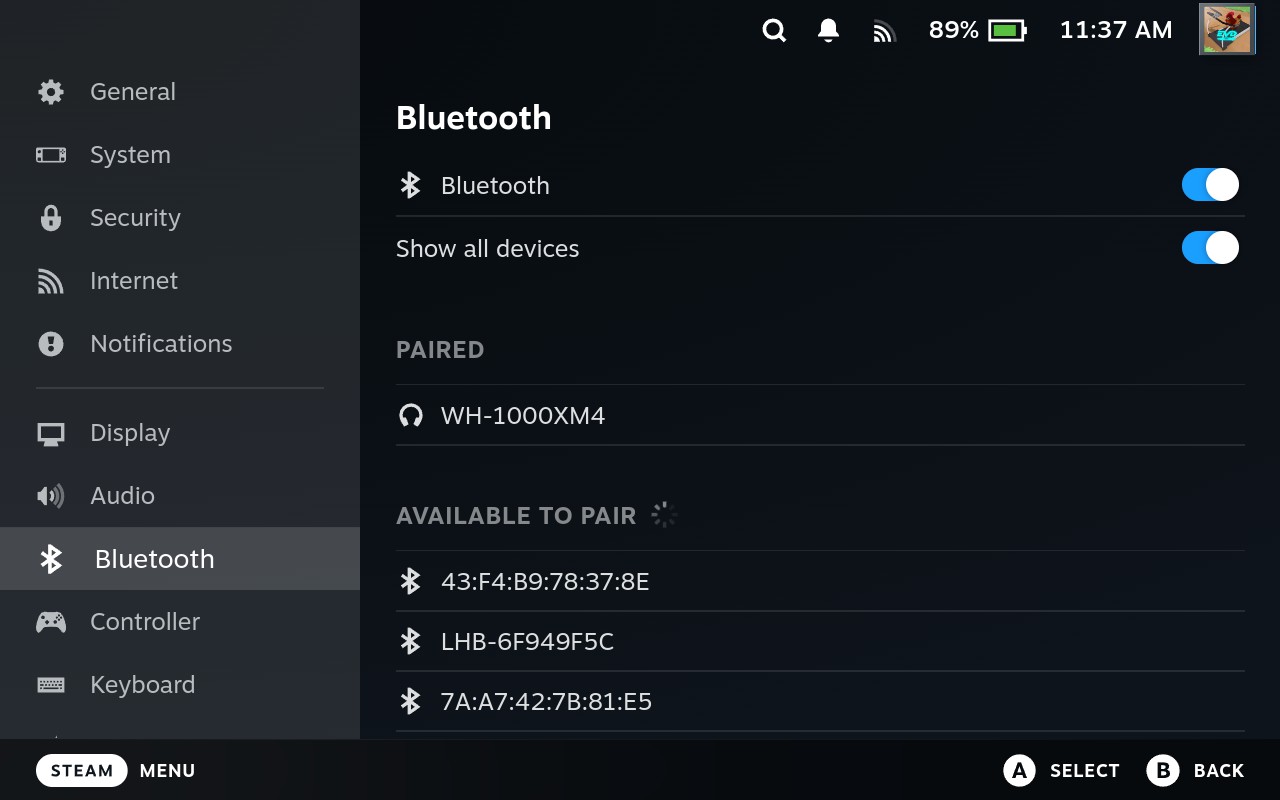 89% 11:37 AM
General
System
Security
Internet
Notifications
Display
Audio
Bluetooth
Controller
Keyboard
Bluetooth
Bluetooth
Show all devices
PAIRED
WH-1000XM4
AVAILABLE TO PAIR
43:F4:B9:78:37:8E
LHB-6F949F5C
7A:A7:42:7B:81:E5
STEAM MENU
A SELECT B BACK